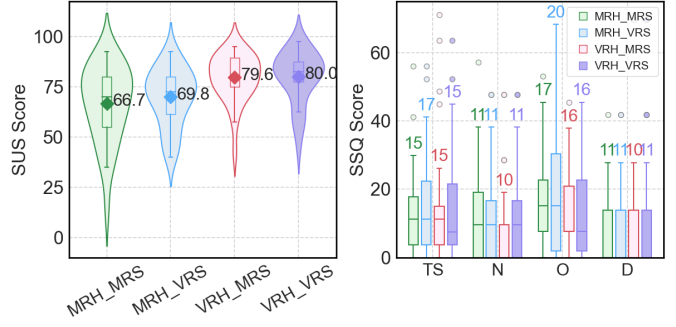 SUS Score
100
75
50
25
0
66.7
69.8
79.6
80.0
MRH_MRS
MRH_VRS
VRH_MRS
VRH_VRS
SSQ Score
60
40
20
0
MRH_MRS
MRH_VRS
VRH_MRS
VRH_VRS
15
17
15
15
11
11
10
11
17
20
16
16
11
11
10
11
TS
N
O
D